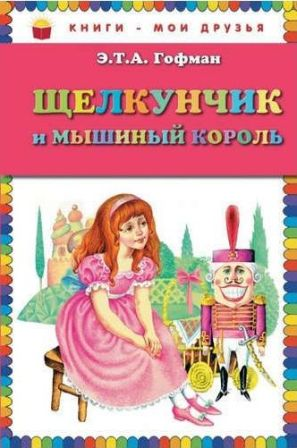 КНИГИ - МОИ ДРУЗЬЯ
Э.Т.А. Гофман
ЩЕЛКУНЧИК
И МЫШИНЫЙ КОРОЛЬ